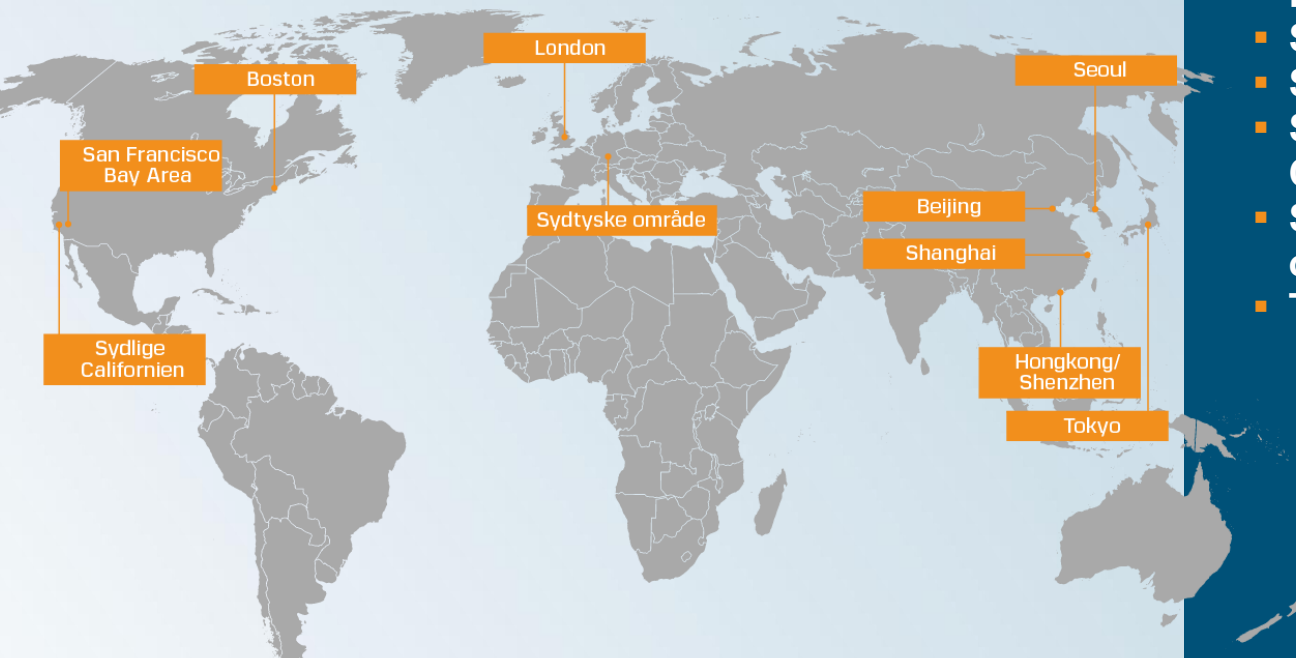 London
Boston
Seoul
San Francisco
Bay Area
Beijing
Sydtyske område
Shanghai
Sydlige
Californien
Hongkong/
Shenzhen
Tokyo